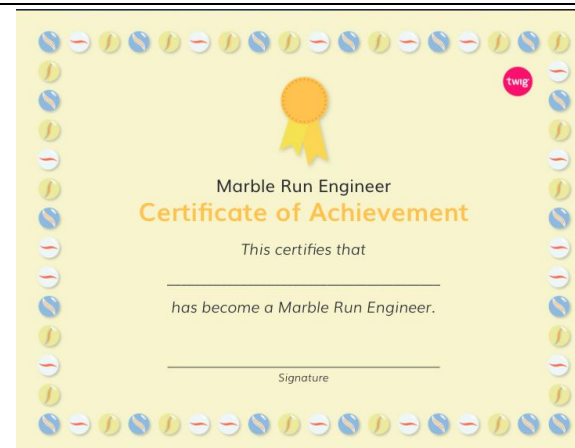 twig
Marble Run Engineer
Certificate of Achievement
This certifies that
has become a Marble Run Engineer.
Signature